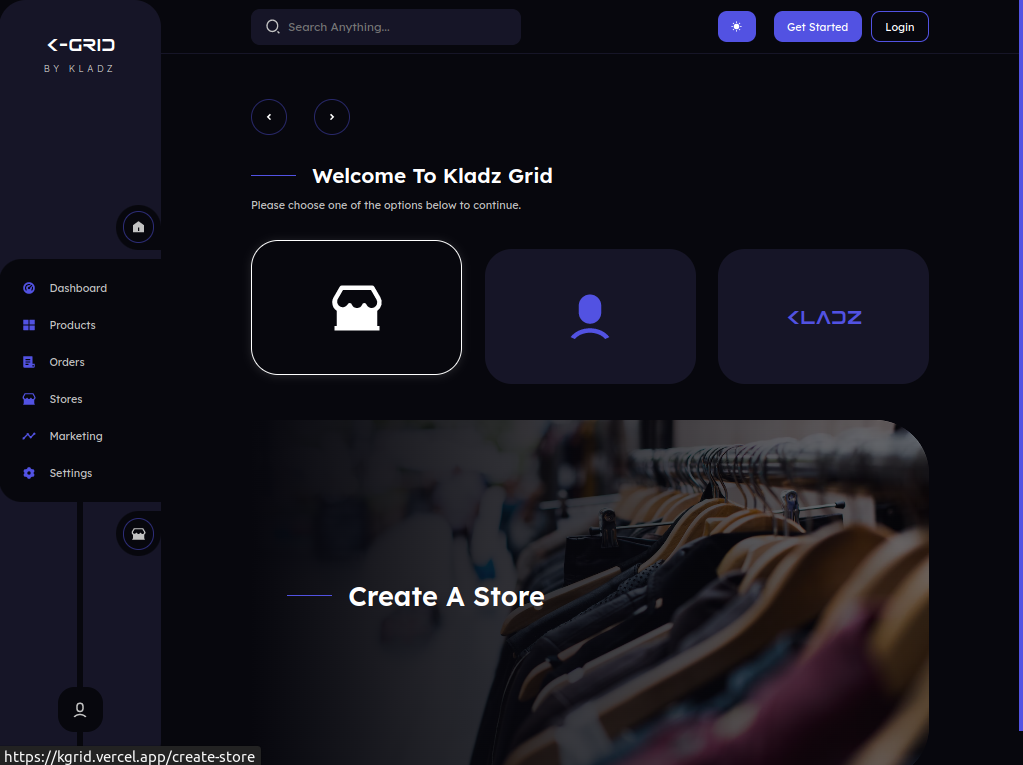 K-GRID
BY KLADZ
Search Anything...
Get Started
Login
Welcome To Kladz Grid
Please choose one of the options below to continue.
Dashboard
Products
Orders
Stores
Marketing
Settings
KLADZ
Create A Store
https://kgrid.vercel.app/create-store